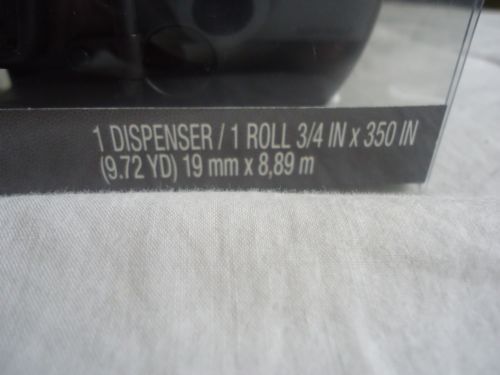 1 DISPENSER / 1 ROLL 3/4 IN x 350 IN
(9.72 YD) 19 mm x 8,89 m